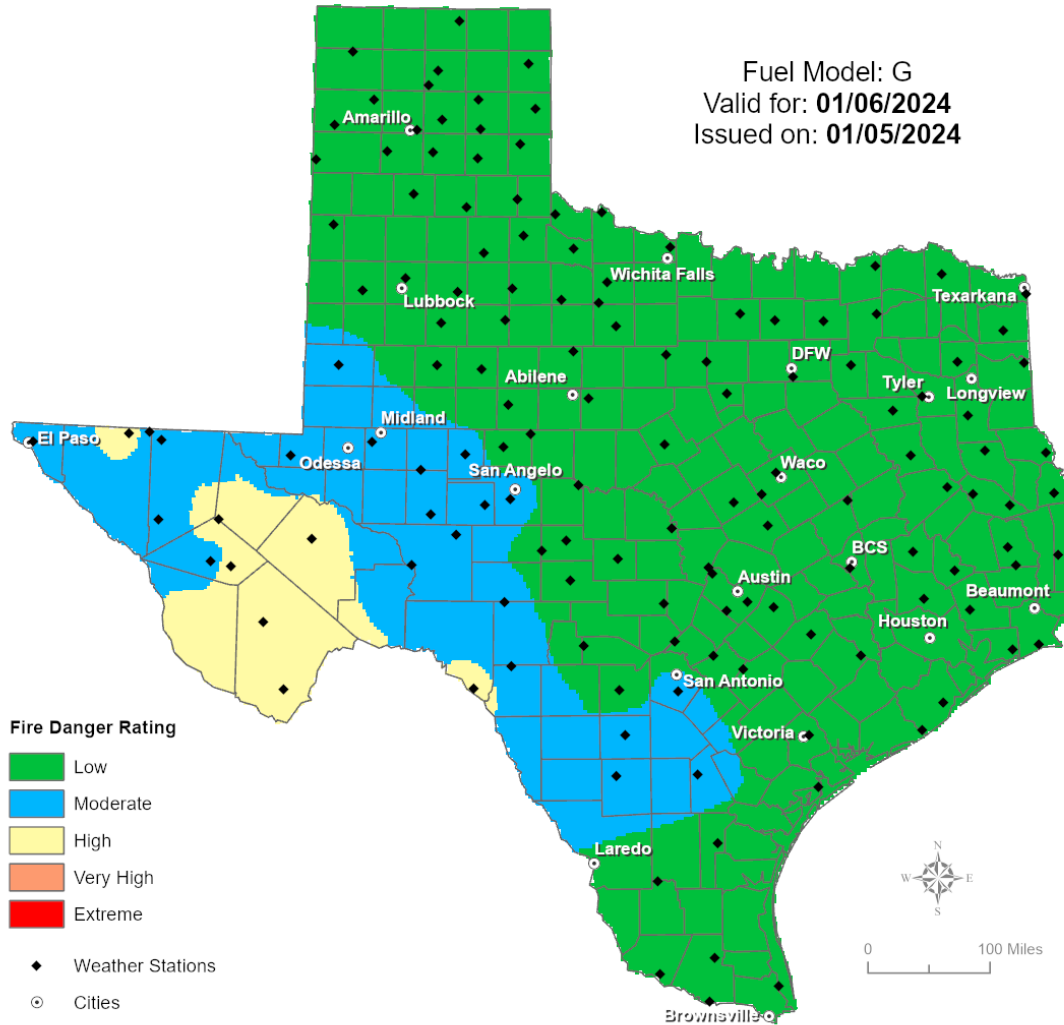 Fuel Model: G
Valid for: 01/06/2024
Issued on: 01/05/2024
Amarillo
Wichita Falls
Lubbock
Texarkana
DFW
Abilene
Tyler
Longview
Midland
El Paso
Odessa
San Angelo
Waco
BCS
Austin
Beaumont
Houston
San Antonio
Victoria
Fire Danger Rating
Low
Moderate
High
Very High
Extreme
Weather Stations
Cities
Laredo
Brownsville
N
W E
S
0 100 Miles